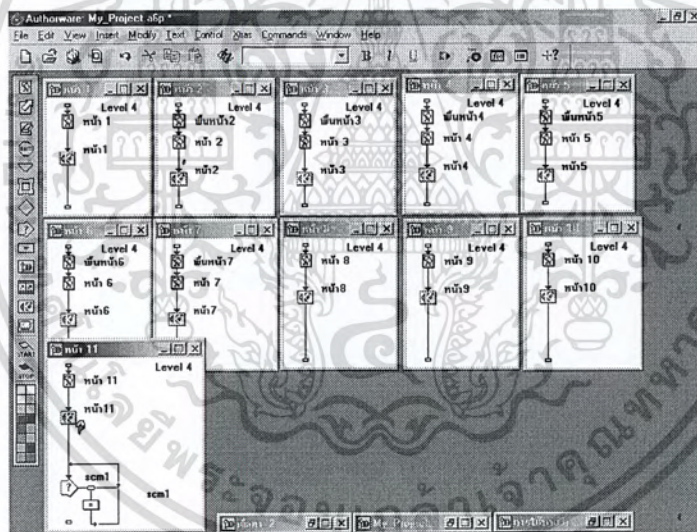 Authorware: My_Project.a6p *
File Edit View Insert Modify Text Control Xtras Commands Window Help
B I U
หน้า 1
Level 4
หน้า 1
หน้า1
หน้า 2
Level 4
พื้นหน้า2
หน้า 2
หน้า2
หน้า 3
Level 4
พื้นหน้า3
หน้า 3
หน้า3
Level 4
พื้นหน้า4
หน้า 4
หน้า4
หน้า 5
Level 4
พื้นหน้า5
หน้า 5
หน้า5
หน้า 6
Level 4
พื้นหน้า6
หน้า 6
หน้า6
หน้า 7
Level 4
พื้นหน้า7
หน้า 7
หน้า7
Level 4
หน้า 8
หน้า8
Level 4
หน้า 9
หน้า9
หน้า 10
Level 4
หน้า 10
หน้า10
หน้า 11
Level 4
หน้า 11
หน้า11
scm1
scm1
START
STOP
My_Projec